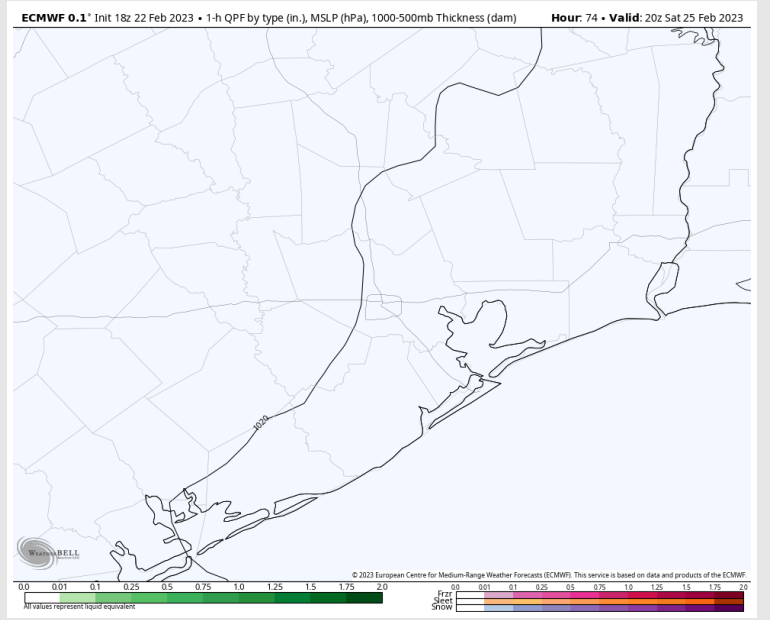 ECMWF 0.1° Init 18z 22 Feb 2023 • 1-h QPF by type (in.), MSLP (hPa), 1000-500mb Thickness (dam) Hour: 74 • Valid: 20z Sat 25 Feb 2023
1020
WeatherBELL
© 2023 European Centre for Medium-Range Weather Forecasts (ECMWF). This service is based on data and products of the ECMWF.
0.0 0.01 0.1 0.25 0.5 0.75 1.0 1.25 1.5 1.75 2.0
0.0 0.01 0.1 0.25 0.5 0.75 1.0 1.25 1.5 1.75 2.0
Frzr
Sleet
Snow
All values represent liquid equivalent